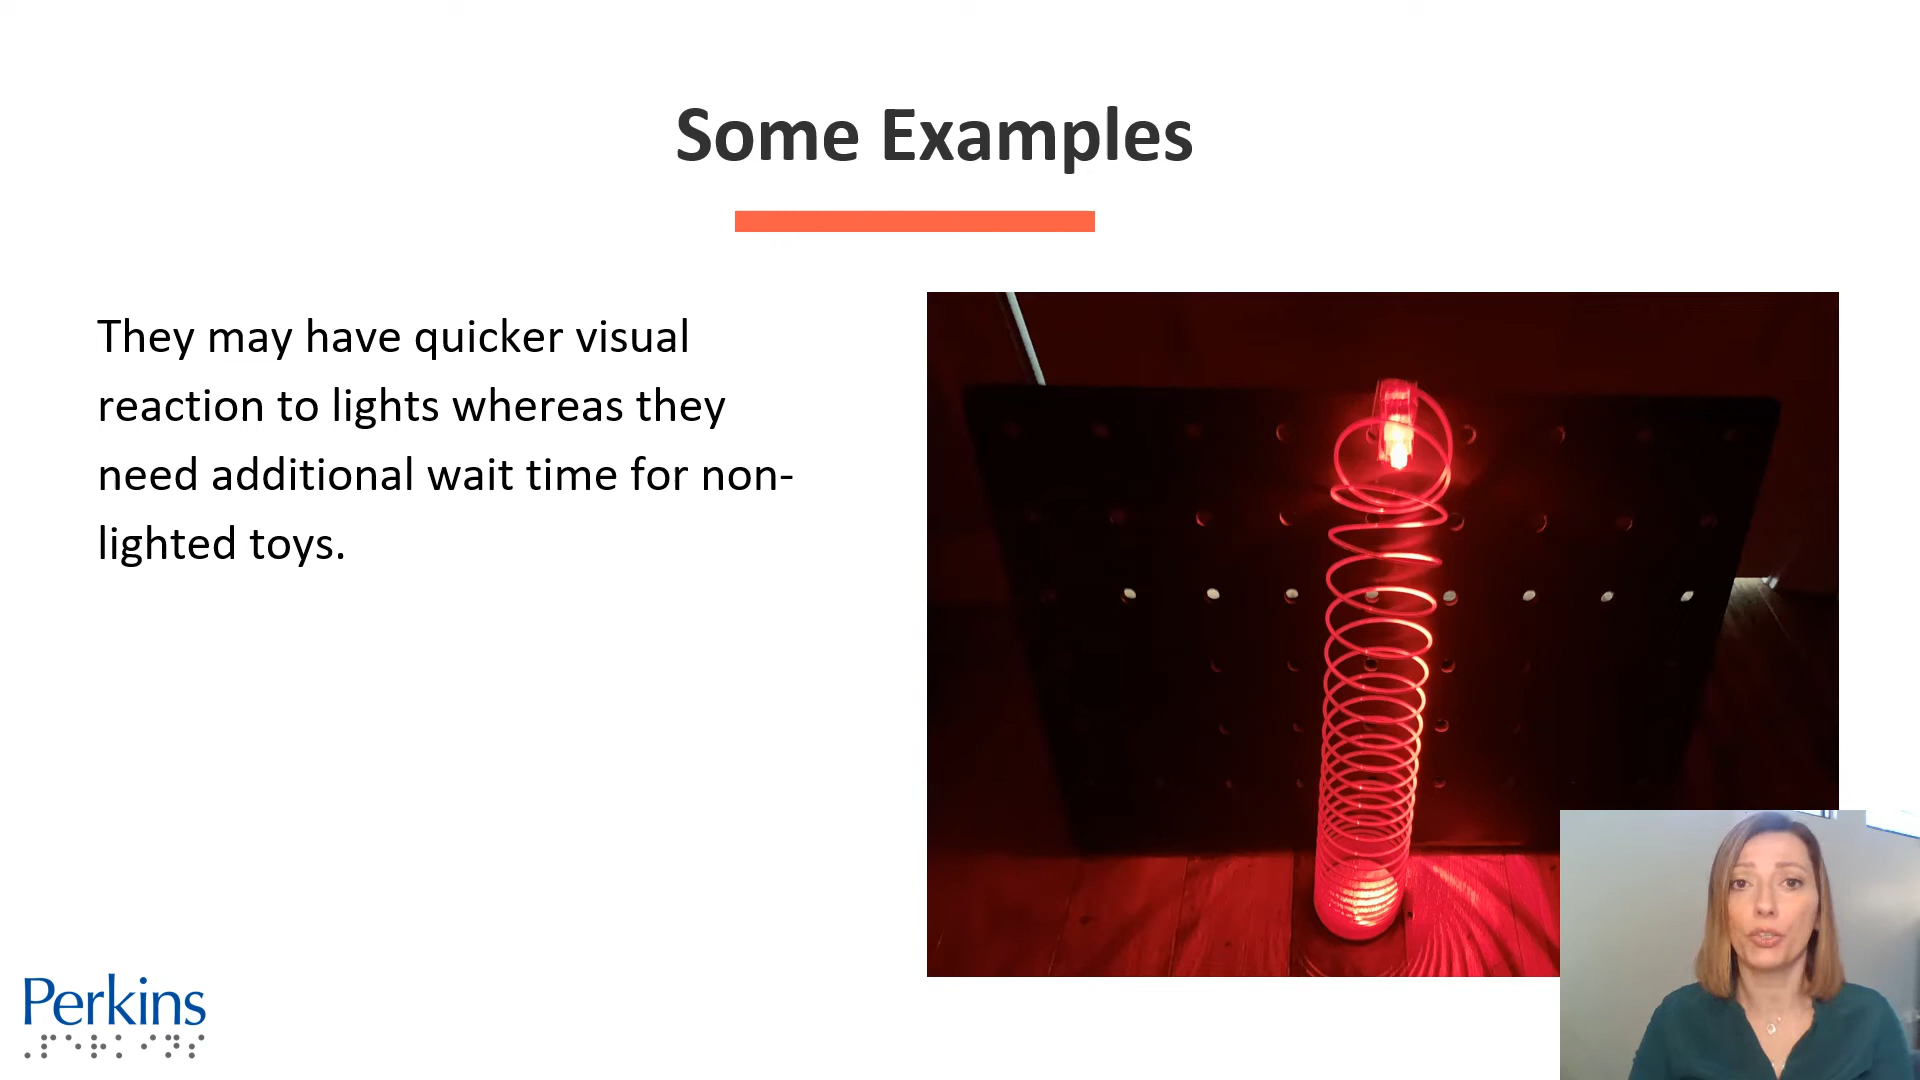 Some Examples
They may have quicker visual
reaction to lights whereas they
need additional wait time for non-
lighted toys.
Perkins
⠠⠏⠑⠗⠅⠊⠝⠎